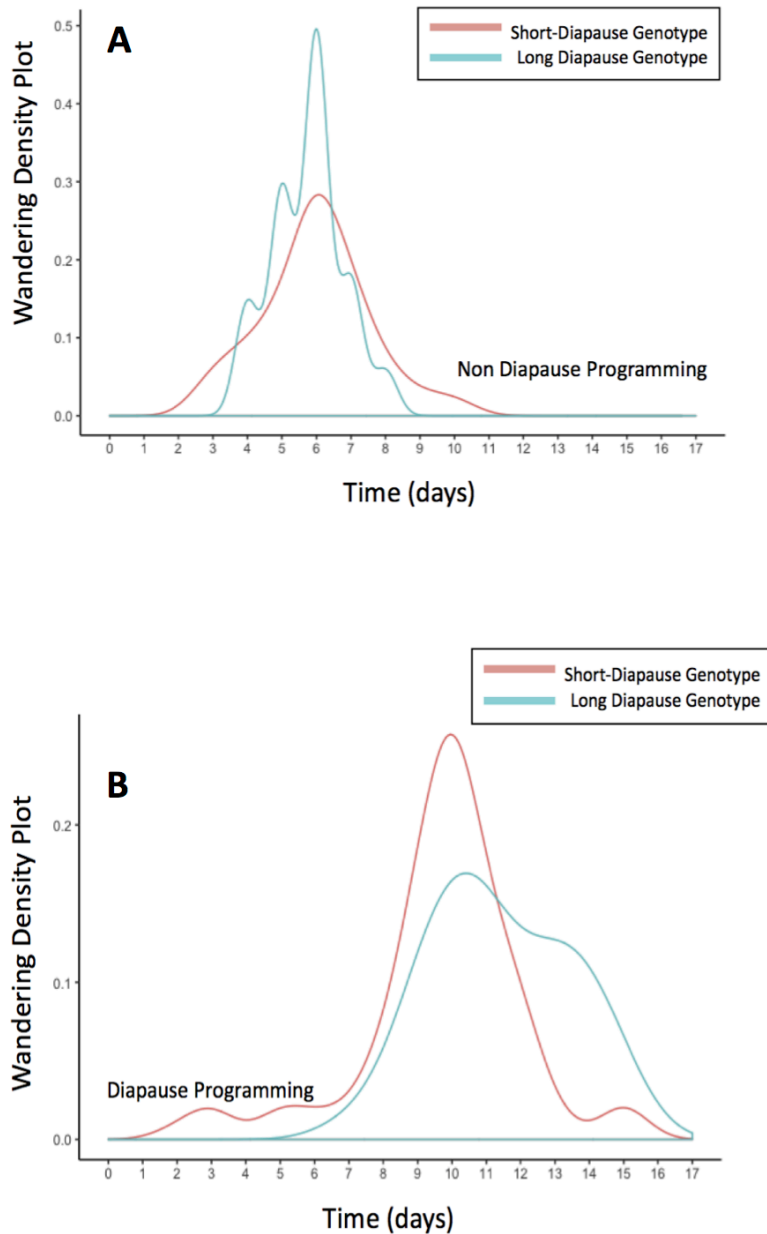 A
Short-Diapause Genotype
Long Diapause Genotype
Wandering Density Plot
0.5
0.4
0.3
0.2
0.1
0.0
Non Diapause Programming
0 1 2 3 4 5 6 7 8 9 10 11 12 13 14 15 16 17
Time (days)
Short-Diapause Genotype
Long Diapause Genotype
B
Wandering Density Plot
0.2
0.1
0.0
Diapause Programming
0 1 2 3 4 5 6 7 8 9 10 11 12 13 14 15 16 17
Time (days)